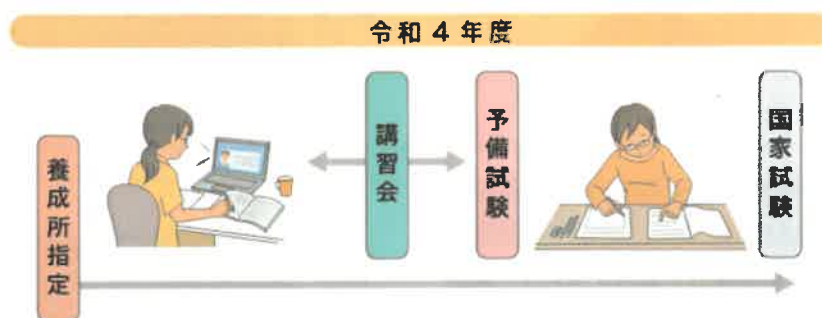 令和４年度
養成所指定
講習会
予備試験
国家試験